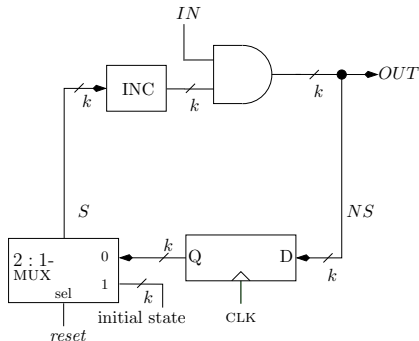 IN
OUT
INC
k
k
k
S
NS
k
2 : 1-
MUX
0
1
sel
Q
D
k
k
initial state
reset
CLK